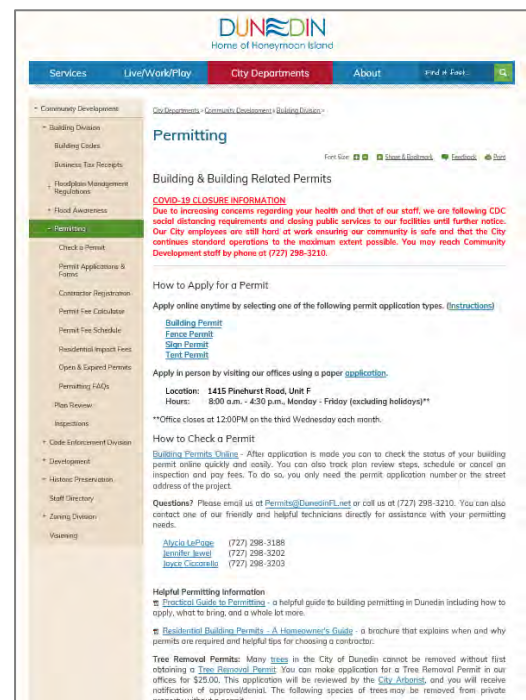 DUNEDIN
Home of Honeymoon Island
Services
Live/Work/Play
City Departments
About
Find it Fast...
Community Development
Building Division
Building Codes
Business Tax Receipts
Floodplain Management
Regulations
Flood Awareness
Permitting
Check a Permit
Permit Applications &
Forms
Contractor Registration
Permit Fee Calculator
Permit Fee Schedule
Residential Impact Fees
Open & Expired Permits
Permitting FAQs
Plan Review
Inspections
Code Enforcement Division
Development
Historic Preservation
Staff Directory
Zoning Division
Visioning
City Departments » Community Development » Building Division »
Permitting
Font Size: Share & Bookmark Feedback Print
Building & Building Related Permits
COVID-19 CLOSURE INFORMATION
Due to increasing concerns regarding your health and that of our staff, we are following CDC
social distancing requirements and closing public services to our facilities until further notice.
Our City employees are still hard at work ensuring our community is safe and that the City
continues standard operations to the maximum extent possible. You may reach Community
Development staff by phone at (727) 298-3210.
How to Apply for a Permit
Apply online anytime by selecting one of the following permit application types. (Instructions)
Building Permit
Fence Permit
Sign Permit
Tent Permit
Apply in person by visiting our offices using a paper application.
Location: 1415 Pinehurst Road, Unit F
Hours: 8:00 a.m. - 4:30 p.m., Monday - Friday (excluding holidays)**
**Office closes at 12:00PM on the third Wednesday each month.
How to Check a Permit
Building Permits Online - After application is made you can to check the status of your building
permit online quickly and easily. You can also track plan review steps, schedule or cancel an
inspection and pay fees. To do so, you only need the permit application number or the street
address of the project.
Questions? Please email us at Permits@DunedinFL.net or call us at (727) 298-3210. You can also
contact one of our friendly and helpful technicians directly for assistance with your permitting
needs.
Alycia LePage (727) 298-3188
Jennifer Jewel (727) 298-3202
Joyce Ciccarello (727) 298-3203
Helpful Permitting Information
Practical Guide to Permitting - a helpful guide to building permitting in Dunedin including how to
apply, what to bring, and a whole lot more.
Residential Building Permits - A Homeowner's Guide - a brochure that explains when and why
permits are required and helpful tips for choosing a contractor.
Tree Removal Permits: Many trees in the City of Dunedin cannot be removed without first
obtaining a Tree Removal Permit. You can make application for a Tree Removal Permit in our
offices for $25.00. This application will be reviewed by the City Arborist, and you will receive
notification of approval/denial. The following species of trees may be removed from private